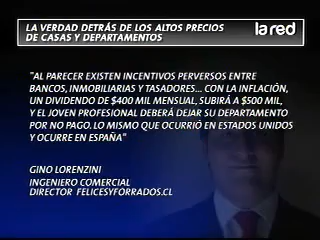 LA VERDAD DETRÁS DE LOS ALTOS PRECIOS
DE CASAS Y DEPARTAMENTOS
la red
"AL PARECER EXISTEN INCENTIVOS PERVERSOS ENTRE
BANCOS, INMOBILIARIAS Y TASADORES... CON LA INFLACIÓN,
UN DIVIDENDO DE $400 MIL MENSUAL, SUBIRÁ A $500 MIL,
Y EL JOVEN PROFESIONAL DEBERÁ DEJAR SU DEPARTAMENTO
POR NO PAGO. LO MISMO QUE OCURRIÓ EN ESTADOS UNIDOS
Y OCURRE EN ESPAÑA"
GINO LORENZINI
INGENIERO COMERCIAL
DIRECTOR FELICESYFORRADOS.CL